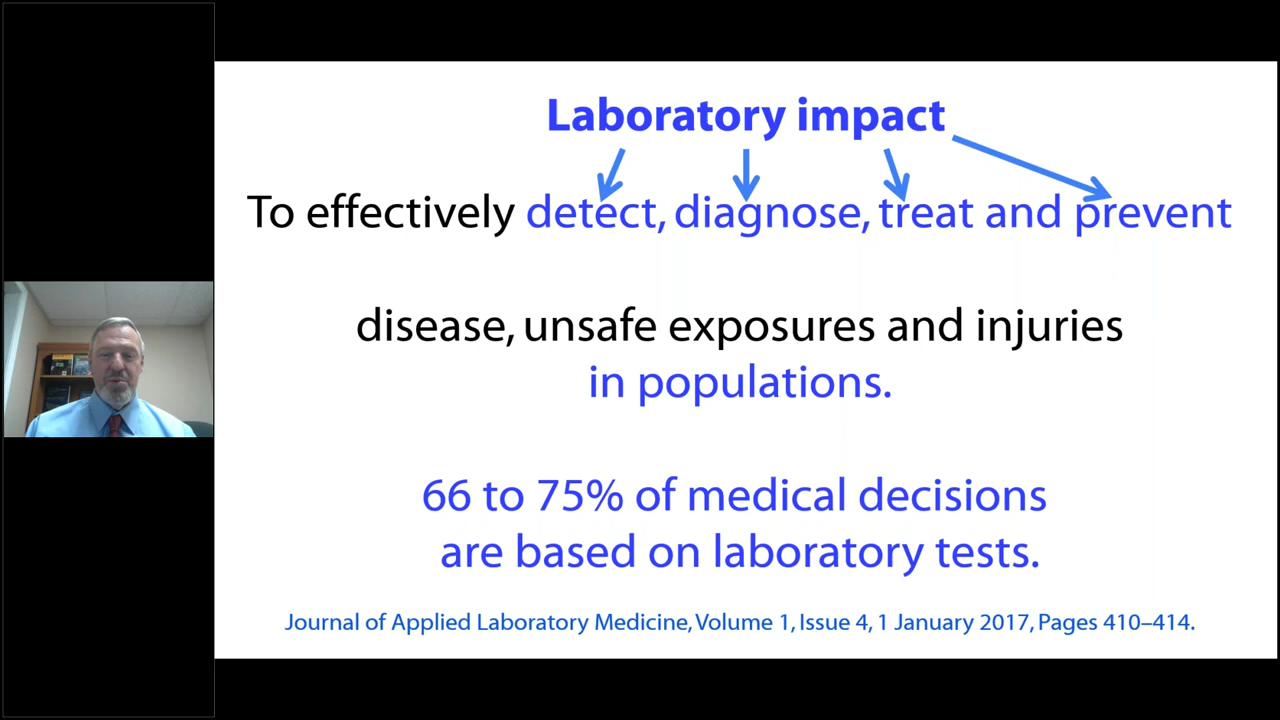 Laboratory impact
To effectively detect, diagnose, treat and prevent
disease, unsafe exposures and injuries
in populations.
66 to 75% of medical decisions
are based on laboratory tests.
Journal of Applied Laboratory Medicine, Volume 1, Issue 4, 1 January 2017, Pages 410–414.